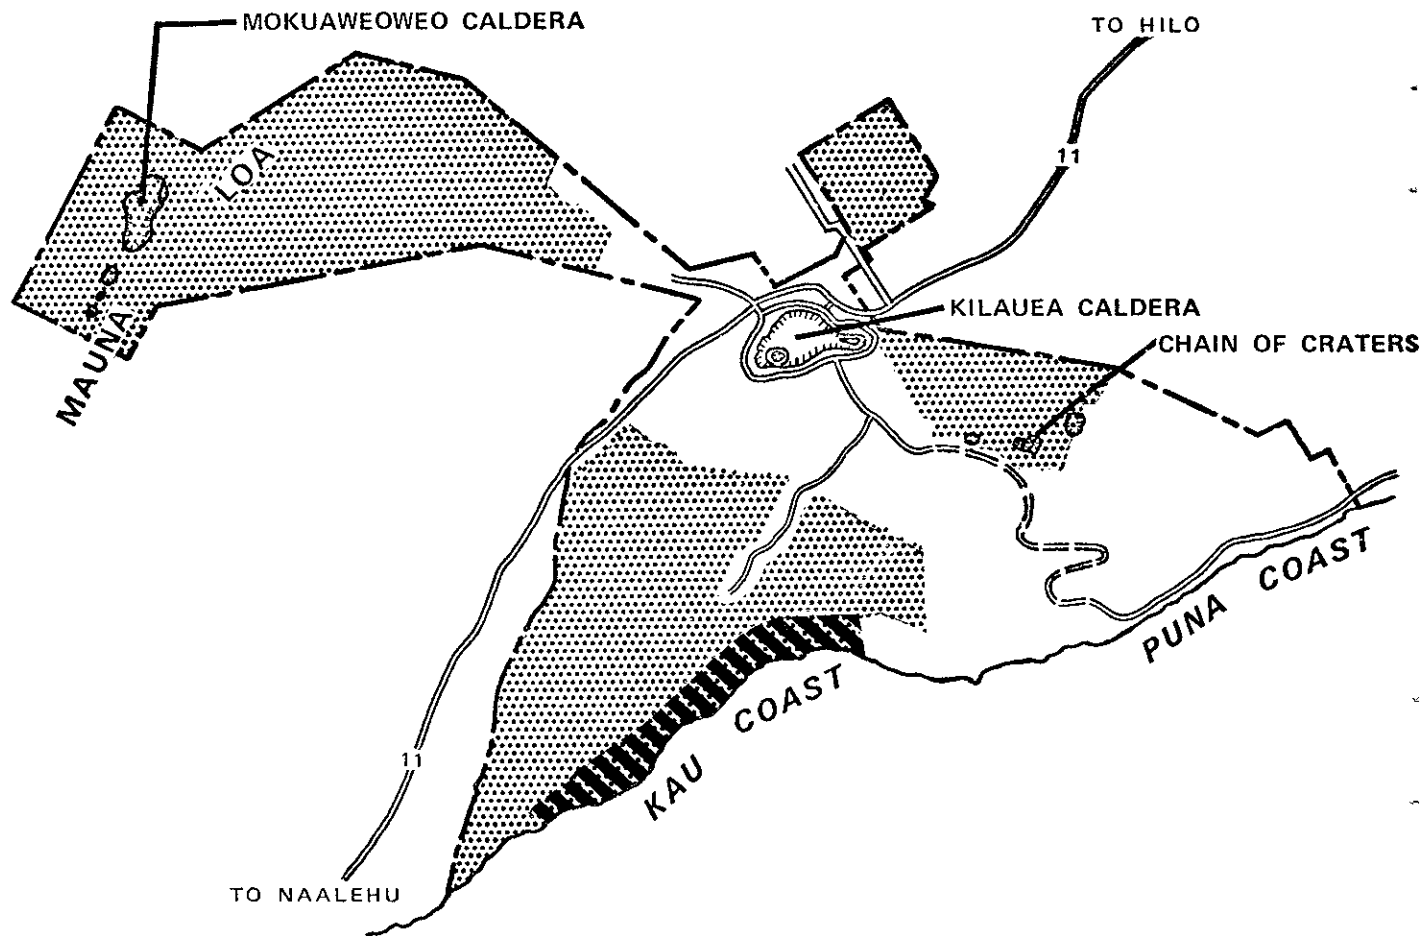 MOKUAWEOWEO CALDERA
TO HILO
11
MAUNA LOA
KILAUEA CALDERA
CHAIN OF CRATERS
PUNA COAST
KAU COAST
11
TO NAALEHU